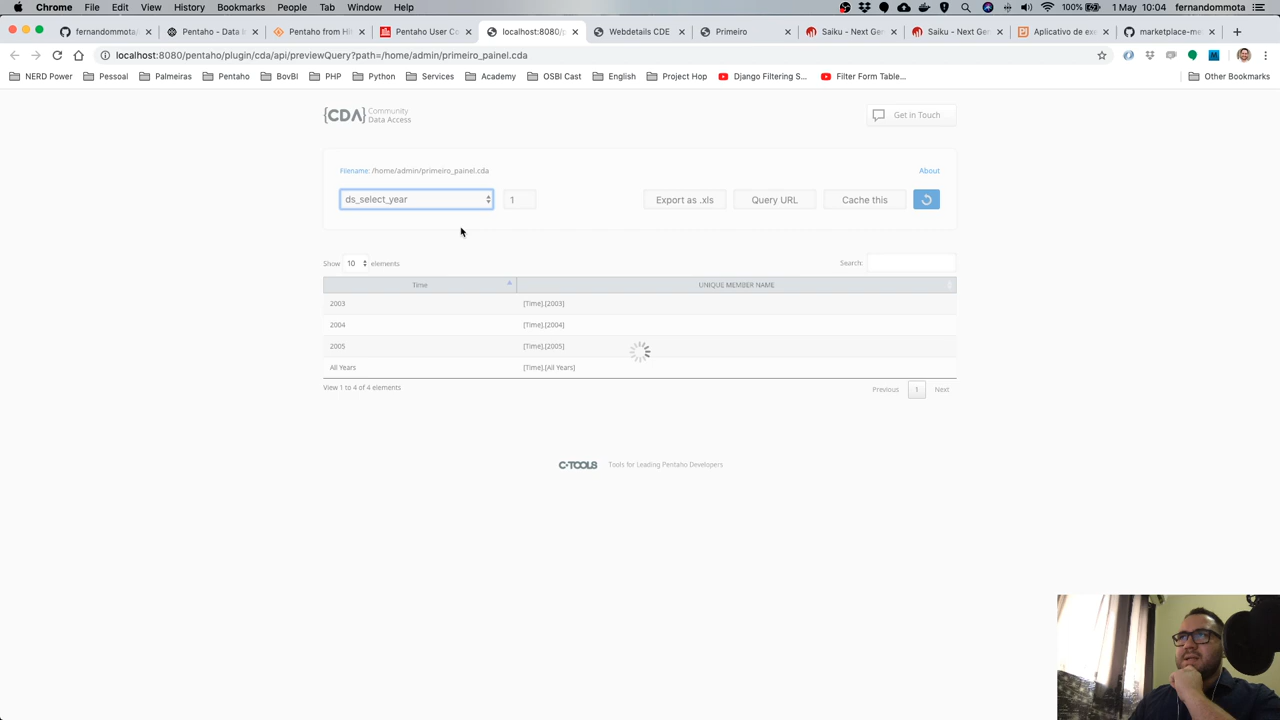 Chrome File Edit View History Bookmarks People Tab Window Help 100% 1 May 10:04 fernandommota
fernandommota/ Pentaho - Data I Pentaho from Hi Pentaho User Co localhost:8080/p Webdetails CDE Primeiro Saiku - Next Gen Saiku - Next Gen Aplicativo de exe marketplace-me
localhost:8080/pentaho/plugin/cda/api/previewQuery?path=/home/admin/primeiro_painel.cda
NERD Power Pessoal Palmeiras Pentaho BovBI PHP Python Services Academy OSBI Cast English Project Hop Django Filtering S... Filter Form Table... Other Bookmarks
{CDA} Community
Data Access
Get in Touch
Filename: /home/admin/primeiro_painel.cda About
ds_select_year 1 Export as .xls Query URL Cache this
Show 10 elements Search:
Time UNIQUE MEMBER NAME
2003 [Time].[2003]
2004 [Time].[2004]
2005 [Time].[2005]
All Years [Time].[All Years]
View 1 to 4 of 4 elements Previous 1 Next
C-TOOLS Tools for Leading Pentaho Developers